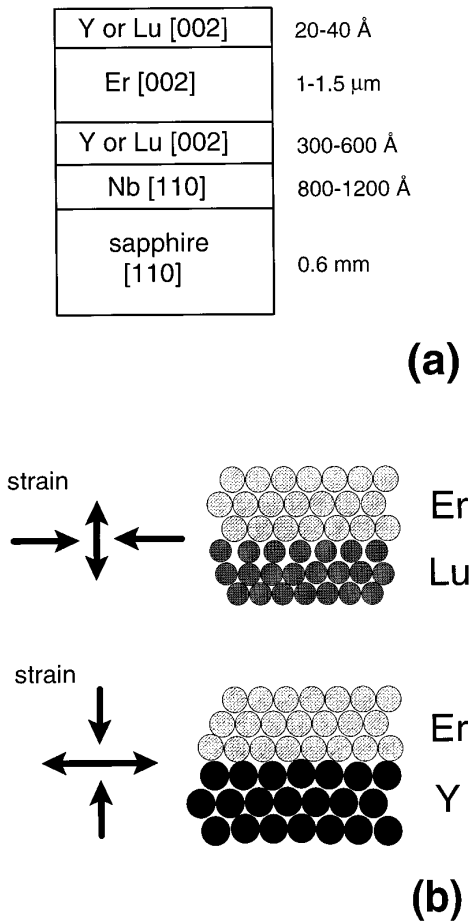 Y or Lu [002] 20-40 Å
Er [002] 1-1.5 μm
Y or Lu [002] 300-600 Å
Nb [110] 800-1200 Å
sapphire
[110] 0.6 mm
(a)
strain
Er
Lu
strain
Er
Y
(b)